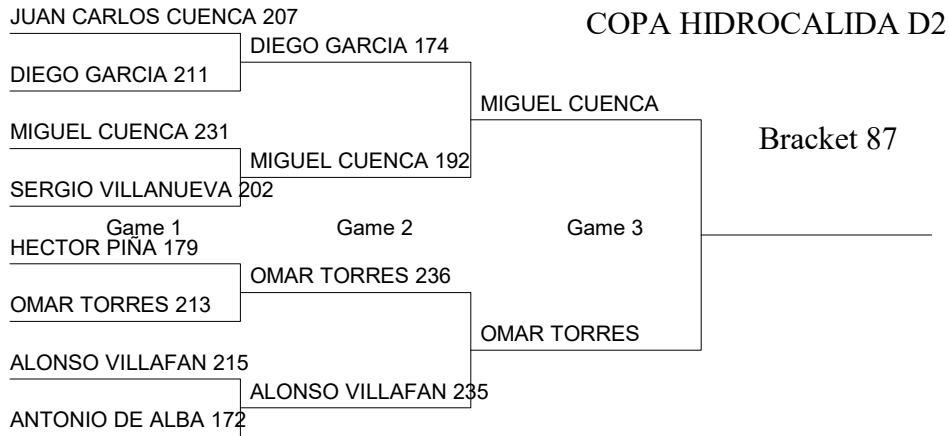 JUAN CARLOS CUENCA 207
COPA HIDROCALIDA D2
DIEGO GARCIA 174
DIEGO GARCIA 211
MIGUEL CUENCA
MIGUEL CUENCA 231
Bracket 87
MIGUEL CUENCA 192
SERGIO VILLANUEVA 202
Game 1
Game 2
Game 3
HECTOR PIÑA 179
OMAR TORRES 236
OMAR TORRES 213
OMAR TORRES
ALONSO VILLAFAN 215
ALONSO VILLAFAN 235
ANTONIO DE ALBA 172